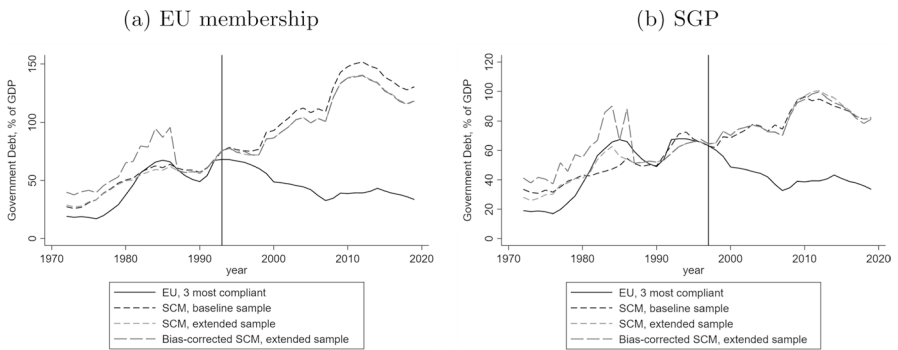 (a) EU membership
Government Debt, % of GDP
150
100
50
0
1970
1980
1990
2000
2010
2020
year
EU, 3 most compliant
SCM, baseline sample
SCM, extended sample
Bias-corrected SCM, extended sample
(b) SGP
Government Debt, % of GDP
120
100
80
60
40
20
0
1970
1980
1990
2000
2010
2020
year
EU, 3 most compliant
SCM, baseline sample
SCM, extended sample
Bias-corrected SCM, extended sample